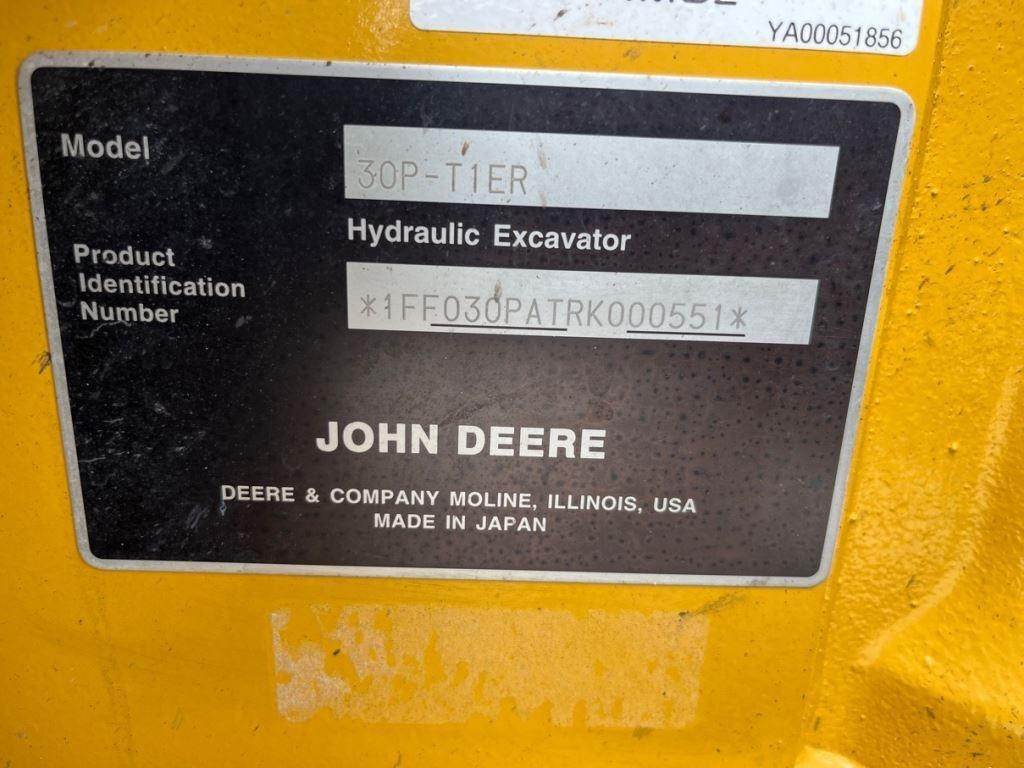 YA00051856
Model
30P-T1ER
Hydraulic Excavator
Product
Identification
Number
*1FF030PATRK000551*
JOHN DEERE
DEERE & COMPANY MOLINE, ILLINOIS, USA
MADE IN JAPAN